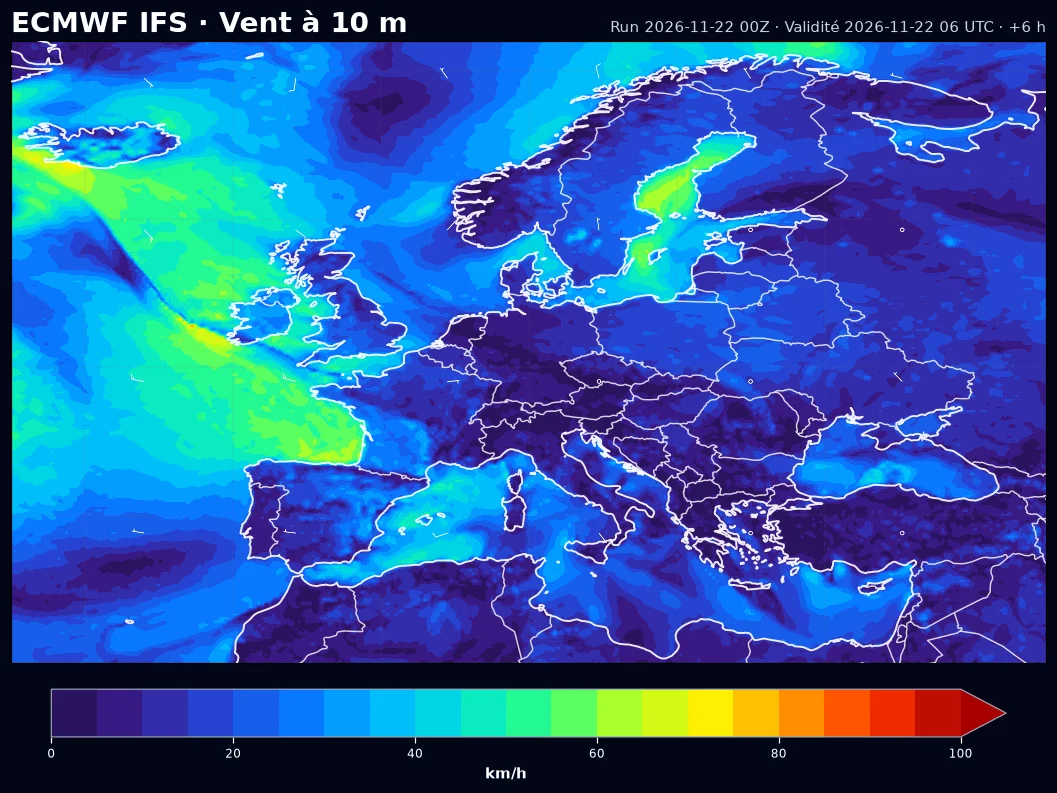 ECMWF IFS · Vent à 10 m
Run 2026-11-22 00Z · Validité 2026-11-22 06 UTC · +6 h
0 20 40 60 80 100
km/h